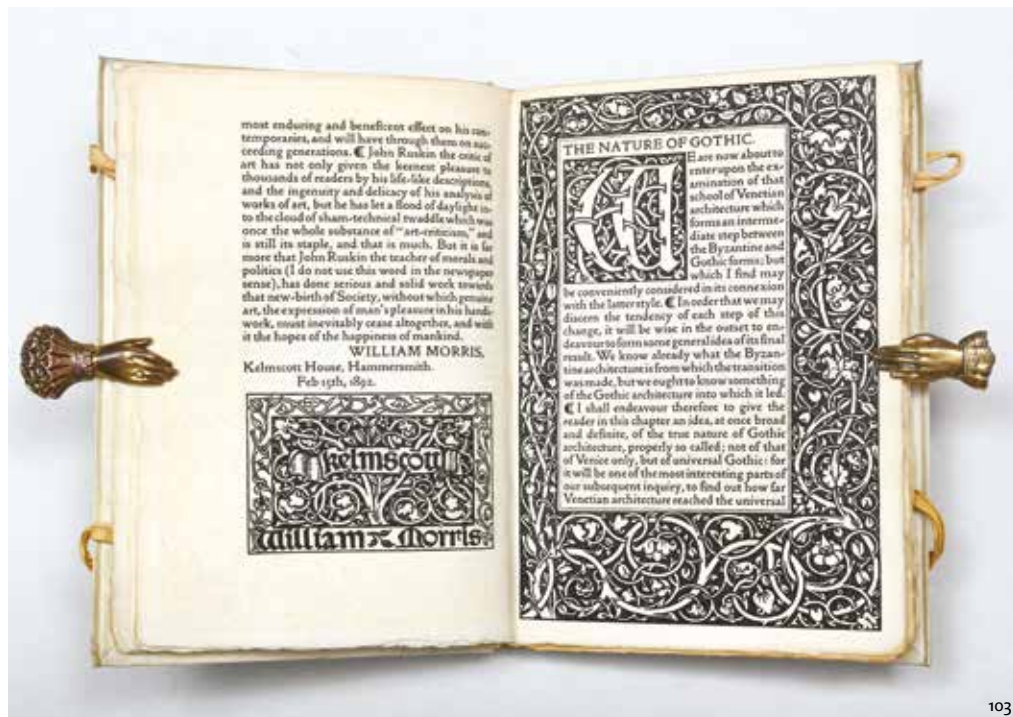 most enduring and beneficent effect on his con-
temporaries, and will have through them on suc-
ceeding generations. ¶ John Ruskin the critic of
art has not only given the keenest pleasure to
thousands of readers by his life-like descriptions,
and the ingenuity and delicacy of his analysis of
works of art, but he has let a flood of daylight in-
to the cloud of sham-technical twaddle which was
once the whole substance of "art-criticism," and
is still its staple, and that is much. But it is far
more that John Ruskin the teacher of morals and
politics (I do not use this word in the newspaper
sense), has done serious and solid work towards
that new-birth of Society, without which genuine
art, the expression of man's pleasure in his handi-
work, must inevitably cease altogether, and with
it the hopes of the happiness of mankind.
WILLIAM MORRIS,
Kelmscott House, Hammersmith.
Feb 15th, 1892.
Kelmscott
William Morris
THE NATURE OF GOTHIC.
WE are now about to
enter upon the ex-
amination of that
school of Venetian
architecture which
forms an interme-
diate step between
the Byzantine and
Gothic forms; but
which I find may
be conveniently considered in its connexion
with the latter style. ¶ In order that we may
discern the tendency of each step of this
change, it will be wise in the outset to en-
deavour to form some general idea of its final
result. We know already what the Byzan-
tine architecture is from which the transition
was made, but we ought to know something
of the Gothic architecture into which it led.
¶ I shall endeavour therefore to give the
reader in this chapter an idea, at once broad
and definite, of the true nature of Gothic
architecture, properly so called; not of that
of Venice only, but of universal Gothic: for
it will be one of the most interesting parts of
our subsequent inquiry, to find out how far
Venetian architecture reached the universal
103